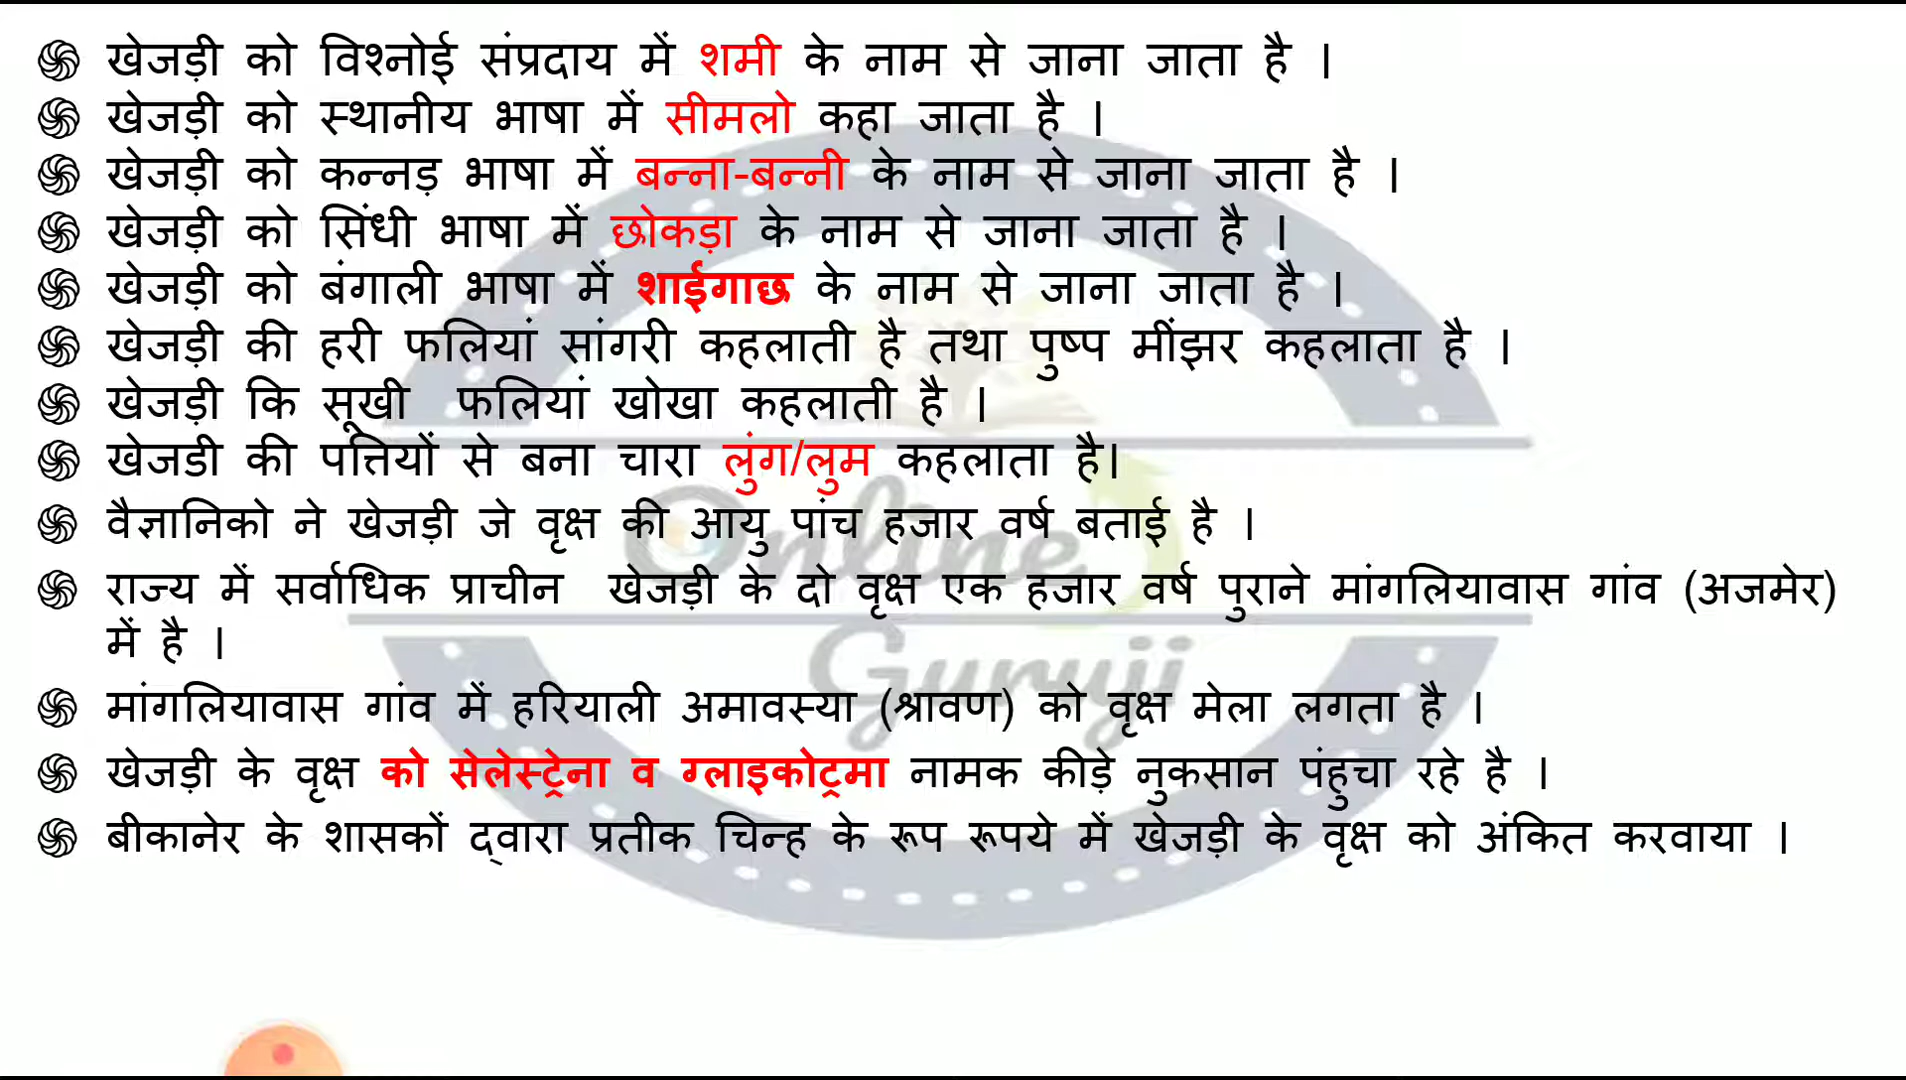 खेजड़ी को विश्नोई संप्रदाय में शमी के नाम से जाना जाता है ।
खेजड़ी को स्थानीय भाषा में सीमलो कहा जाता है ।
खेजड़ी को कन्नड़ भाषा में बन्ना-बन्नी के नाम से जाना जाता है ।
खेजड़ी को सिंधी भाषा में छोकड़ा के नाम से जाना जाता है ।
खेजड़ी को बंगाली भाषा में शाईगाछ के नाम से जाना जाता है ।
खेजड़ी की हरी फलियां सांगरी कहलाती है तथा पुष्प मींझर कहलाता है ।
खेजड़ी कि सूखी फलियां खोखा कहलाती है ।
खेजडी की पत्तियों से बना चारा लुंग/लुम कहलाता है।
वैज्ञानिको ने खेजड़ी जे वृक्ष की आयु पांच हजार वर्ष बताई है ।
Online
राज्य में सर्वाधिक प्राचीन खेजड़ी के दो वृक्ष एक हजार वर्ष पुराने मांगलियावास गांव (अजमेर)
में है ।
Guruji
मांगलियावास गांव में हरियाली अमावस्या (श्रावण) को वृक्ष मेला लगता है ।
खेजड़ी के वृक्ष को सेलेस्ट्रेना व ग्लाइकोट्रमा नामक कीड़े नुकसान पंहुचा रहे है ।
बीकानेर के शासकों द्वारा प्रतीक चिन्ह के रूप रूपये में खेजड़ी के वृक्ष को अंकित करवाया ।